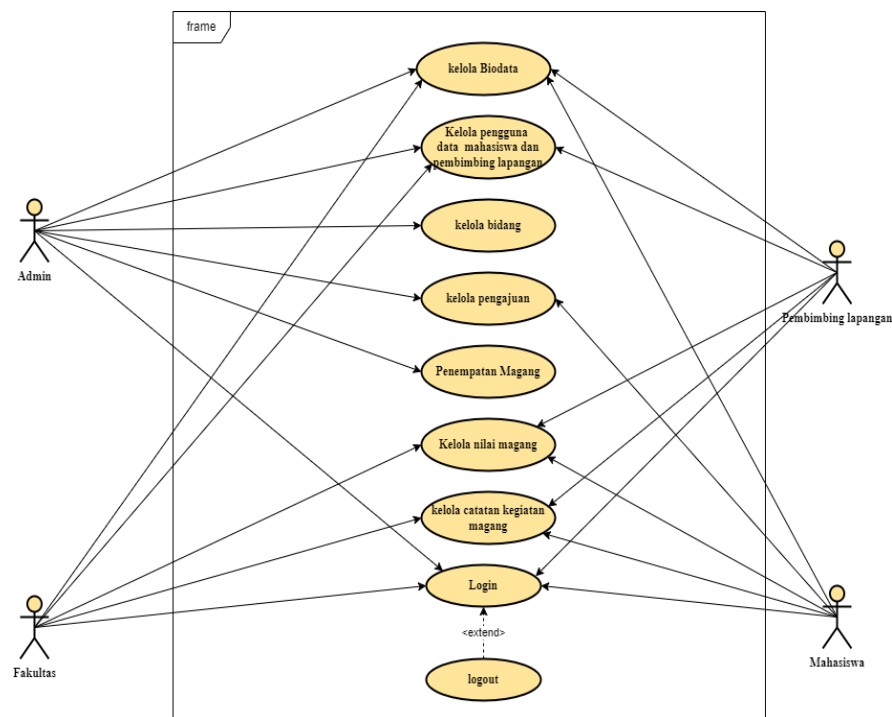 frame
kelola Biodata
Kelola pengguna
data mahasiswa dan
pembimbing lapangan
kelola bidang
Admin
kelola pengajuan
Pembimbing lapangan
Penempatan Magang
Kelola nilai magang
kelola catatan kegiatan
magang
Login
<extend>
Fakultas
Mahasiswa
logout